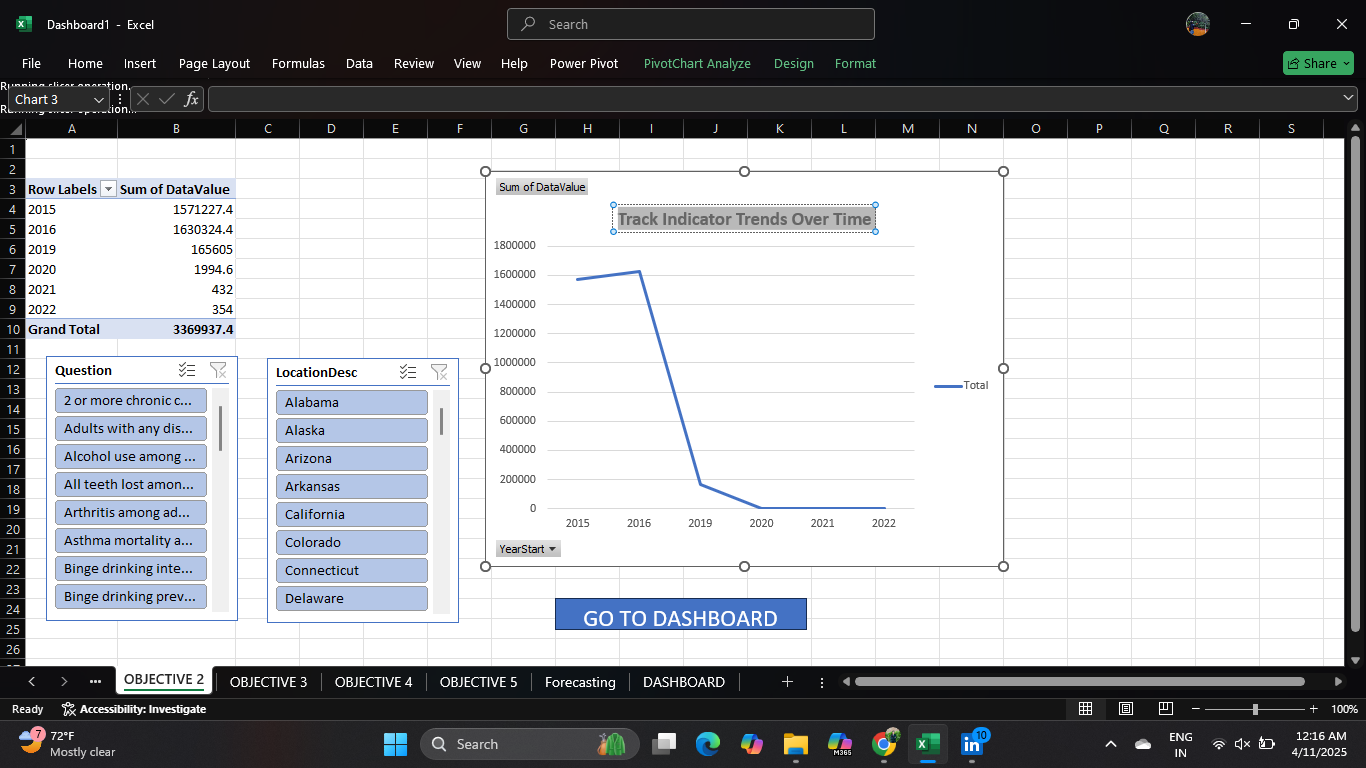 Dashboard1 - Excel
Search
File Home Insert Page Layout Formulas Data Review View Help Power Pivot PivotChart Analyze Design Format Share
Running slicer operation.
Chart 3
fx
Running slicer operation...
A B C D E F G H I J K L M N O P Q R S
1
2
3 Row Labels Sum of DataValue
4 2015 1571227.4
5 2016 1630324.4
6 2019 165605
7 2020 1994.6
8 2021 432
9 2022 354
10 Grand Total 3369937.4
11
12
13
14
15
16
17
18
19
20
21
22
23
24
25
26
Question
2 or more chronic c...
Adults with any dis...
Alcohol use among ...
All teeth lost amon...
Arthritis among ad...
Asthma mortality a...
Binge drinking inte...
Binge drinking prev...
LocationDesc
Alabama
Alaska
Arizona
Arkansas
California
Colorado
Connecticut
Delaware
Sum of DataValue
Track Indicator Trends Over Time
1800000
1600000
1400000
1200000
1000000
800000
600000
400000
200000
0
2015 2016 2019 2020 2021 2022
Total
YearStart
GO TO DASHBOARD
... OBJECTIVE 2 OBJECTIVE 3 OBJECTIVE 4 OBJECTIVE 5 Forecasting DASHBOARD
Ready Accessibility: Investigate 100%
7 72°F
Mostly clear
Search
M365
10
ENG
IN
12:16 AM
4/11/2025